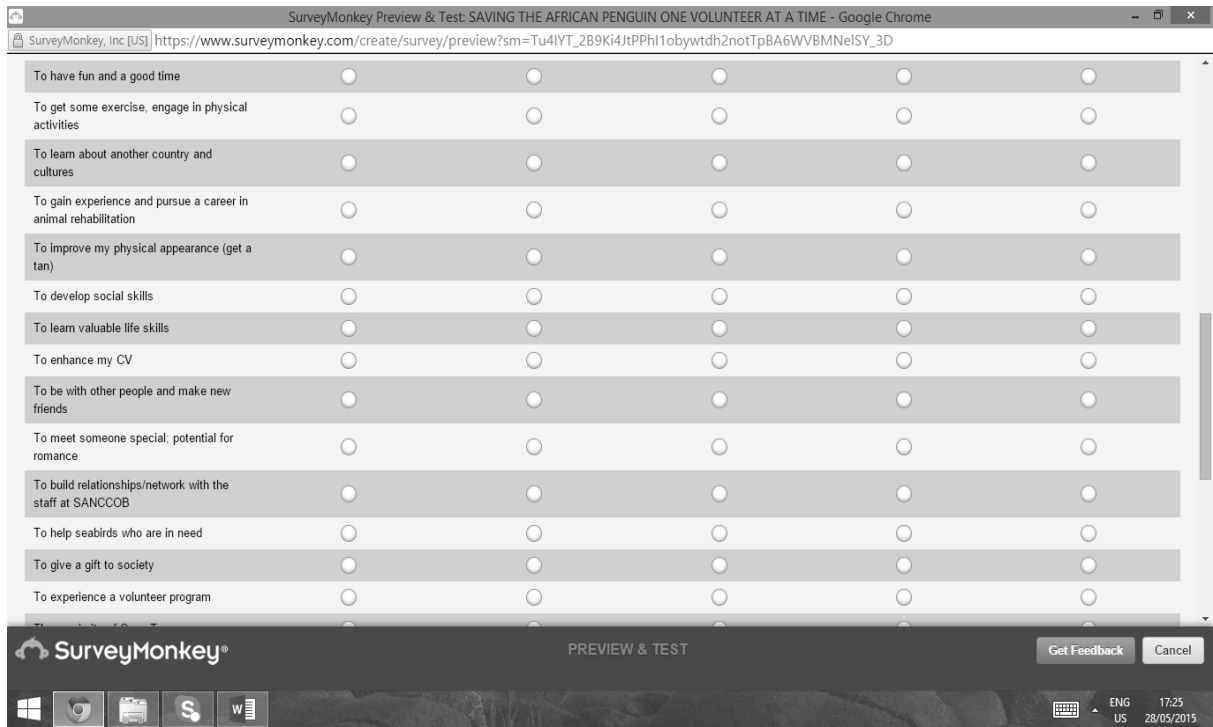 SurveyMonkey Preview & Test: SAVING THE AFRICAN PENGUIN ONE VOLUNTEER AT A TIME - Google Chrome
SurveyMonkey, Inc [US] https://www.surveymonkey.com/create/survey/preview?sm=Tu4IYT_2B9Ki4JtPPhI1obywtdh2notTpBA6WVBMNelSY_3D
To have fun and a good time
To get some exercise, engage in physical
activities
To learn about another country and
cultures
To gain experience and pursue a career in
animal rehabilitation
To improve my physical appearance (get a
tan)
To develop social skills
To learn valuable life skills
To enhance my CV
To be with other people and make new
friends
To meet someone special; potential for
romance
To build relationships/network with the
staff at SANCCOB
To help seabirds who are in need
To give a gift to society
To experience a volunteer program
SurveyMonkey®
PREVIEW & TEST
Get Feedback
Cancel
ENG
US
17:25
28/05/2015